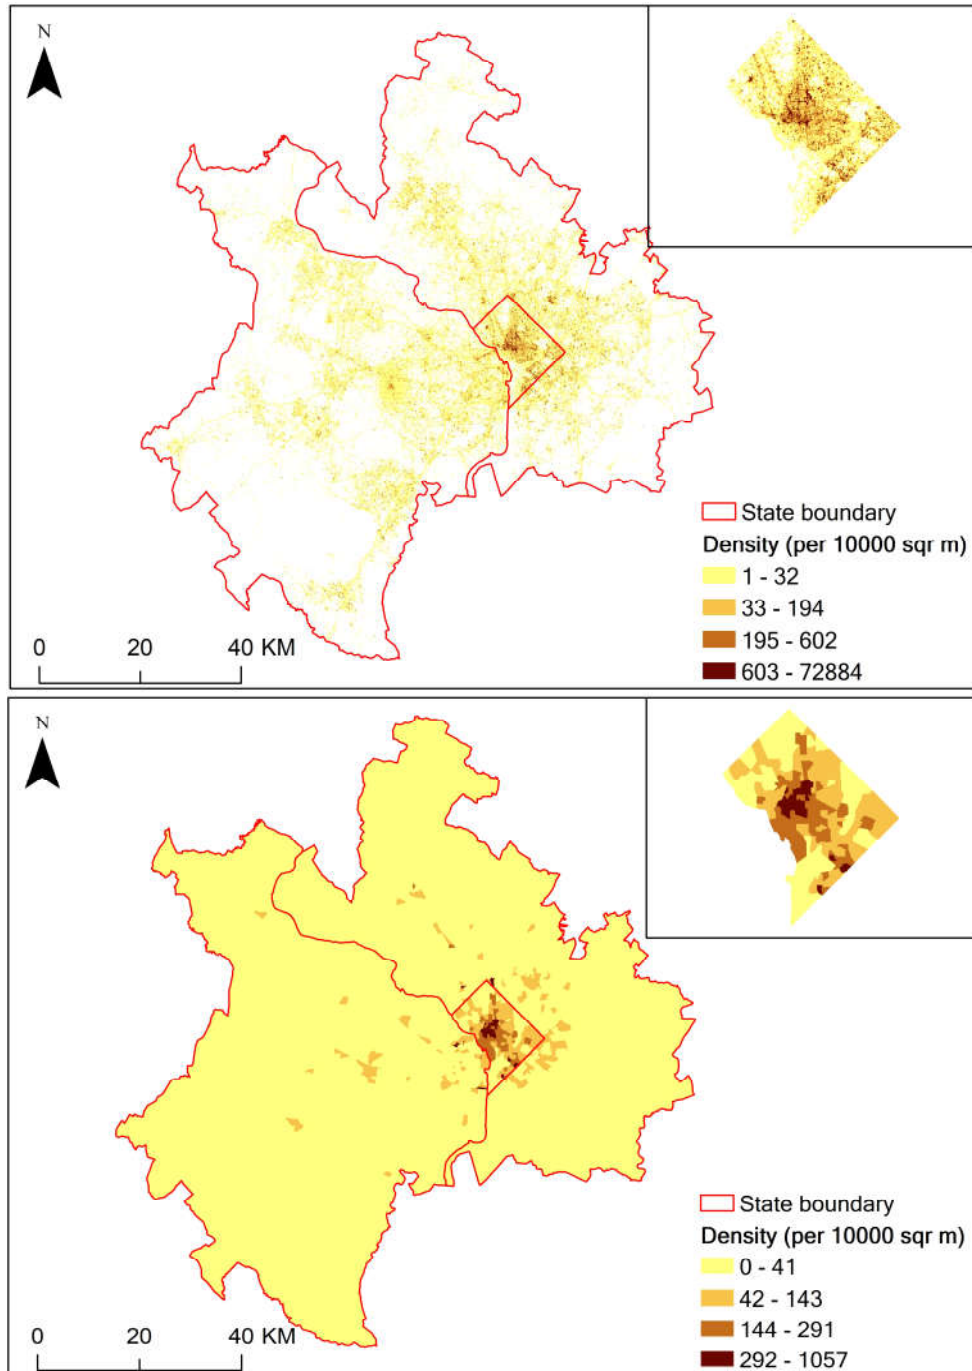 N
State boundary
Density (per 10000 sqr m)
1 - 32
33 - 194
195 - 602
603 - 72884
0 20 40 KM
N
State boundary
Density (per 10000 sqr m)
0 - 41
42 - 143
144 - 291
292 - 1057
0 20 40 KM